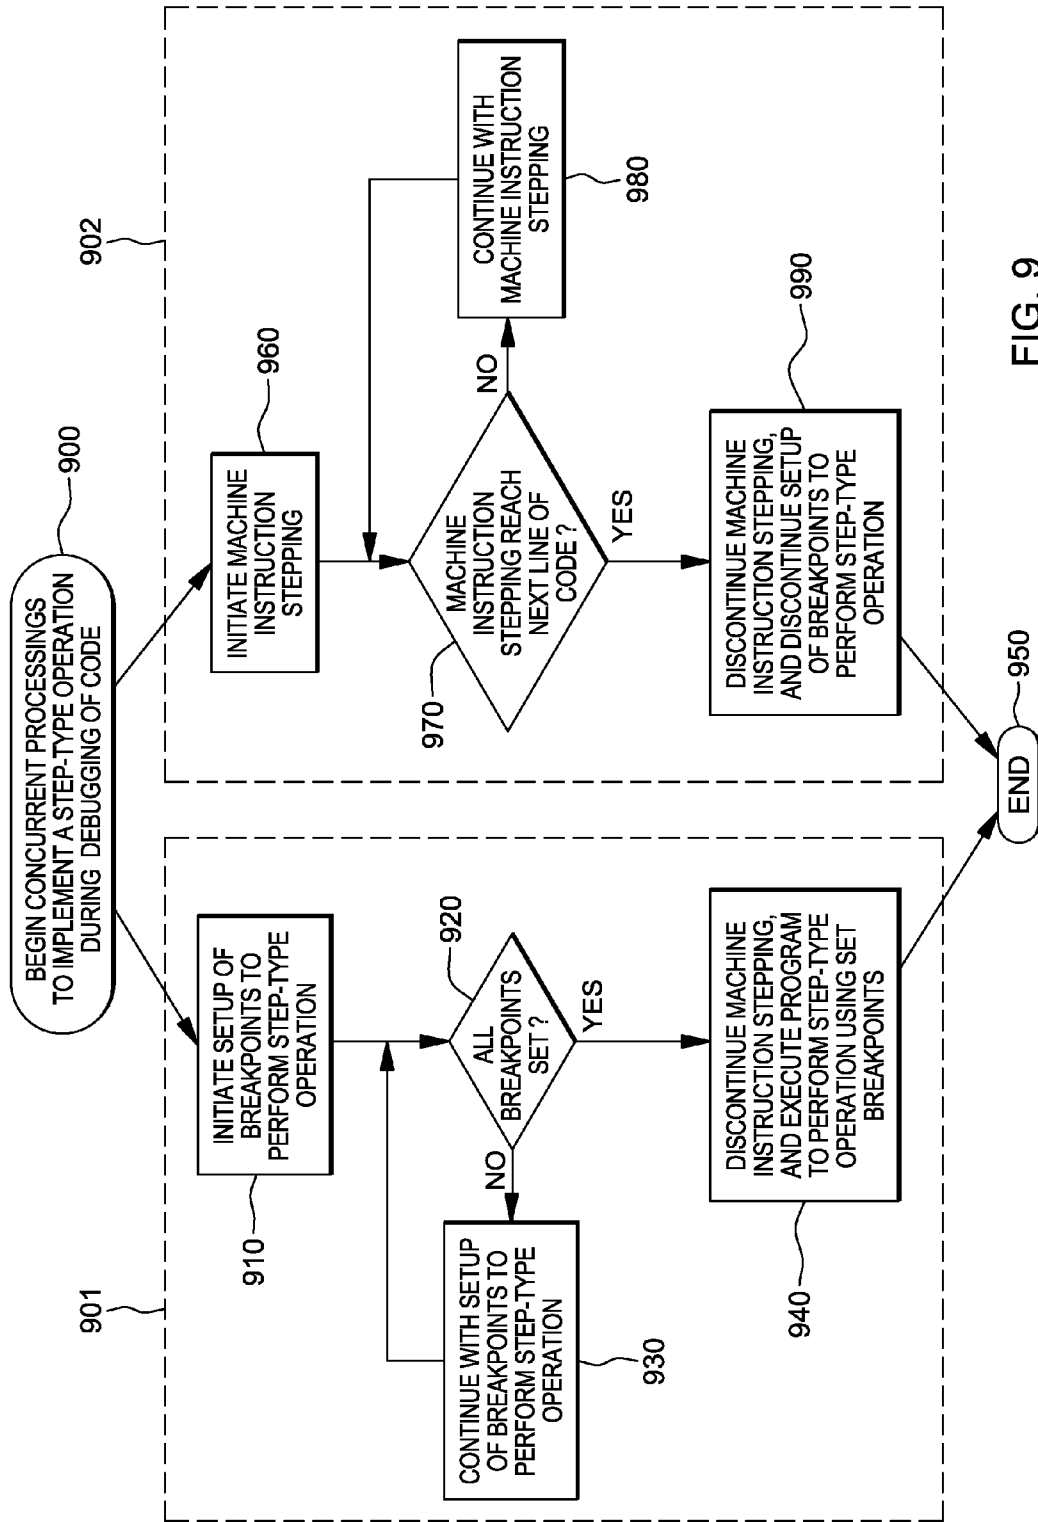 BEGIN CONCURRENT PROCESSINGS
TO IMPLEMENT A STEP-TYPE OPERATION
DURING DEBUGGING OF CODE
900
901
INITIATE SETUP OF
BREAKPOINTS TO
PERFORM STEP-TYPE
OPERATION
910
ALL
BREAKPOINTS
SET ?
920
NO
YES
CONTINUE WITH SETUP
OF BREAKPOINTS TO
PERFORM STEP-TYPE
OPERATION
930
DISCONTINUE MACHINE
INSTRUCTION STEPPING,
AND EXECUTE PROGRAM
TO PERFORM STEP-TYPE
OPERATION USING SET
BREAKPOINTS
940
902
INITIATE MACHINE
INSTRUCTION
STEPPING
960
MACHINE
INSTRUCTION
STEPPING REACH
NEXT LINE OF
CODE ?
970
NO
YES
CONTINUE WITH
MACHINE INSTRUCTION
STEPPING
980
DISCONTINUE MACHINE
INSTRUCTION STEPPING,
AND DISCONTINUE SETUP
OF BREAKPOINTS TO
PERFORM STEP-TYPE
OPERATION
990
END
950
FIG. 9